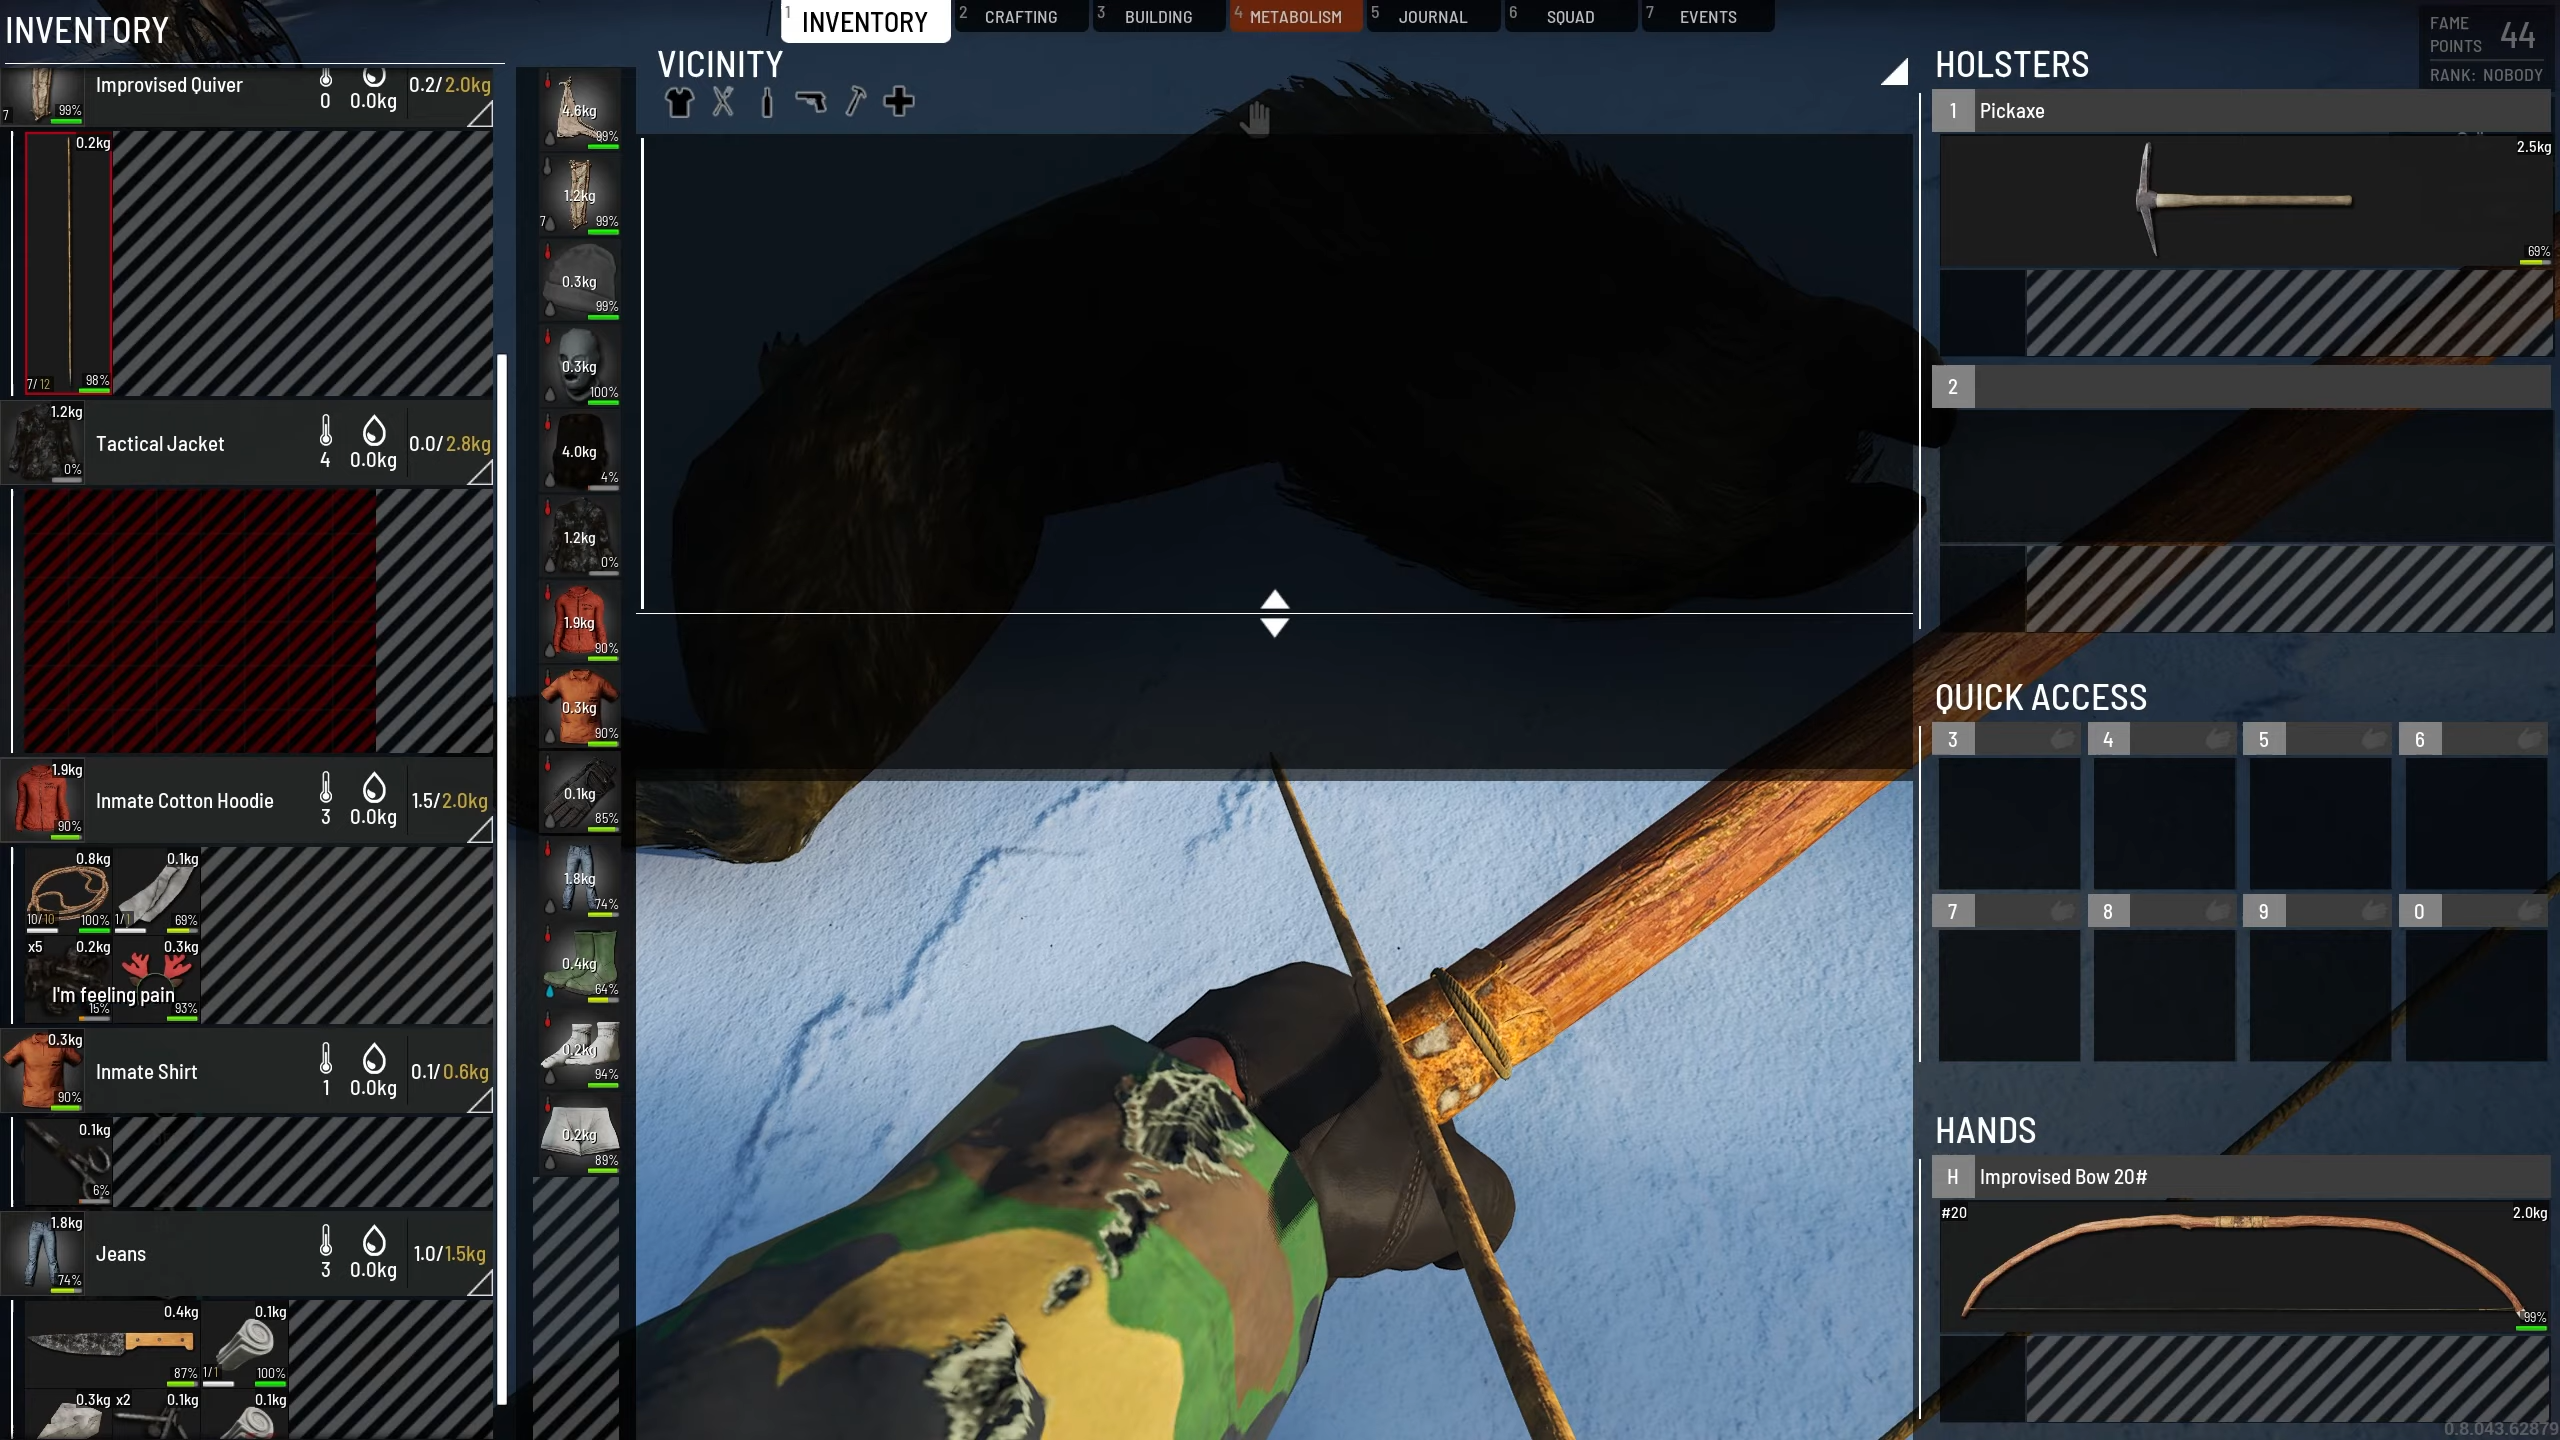 INVENTORY
1 INVENTORY
2 CRAFTING
3 BUILDING
4 METABOLISM
5 JOURNAL
6 SQUAD
7 EVENTS
FAME POINTS 44
RANK: NOBODY
Improvised Quiver
7
99%
0
0.0kg
0.2/2.0kg
0.2kg
7/12
98%
1.2kg
0%
Tactical Jacket
4
0.0kg
0.0/2.8kg
1.9kg
90%
Inmate Cotton Hoodie
3
0.0kg
1.5/2.0kg
0.8kg
10/10
100%
0.1kg
1/1
69%
x5
0.2kg
15%
0.3kg
93%
I'm feeling pain
0.3kg
90%
Inmate Shirt
1
0.0kg
0.1/0.6kg
0.1kg
6%
1.8kg
74%
Jeans
3
0.0kg
1.0/1.5kg
0.4kg
87%
0.1kg
1/1
100%
0.3kg
x2
0.1kg
0.1kg
4.6kg
99%
1.2kg
7
99%
0.3kg
99%
0.3kg
100%
4.0kg
4%
1.2kg
0%
1.9kg
90%
0.3kg
90%
0.1kg
85%
1.8kg
74%
0.4kg
64%
0.2kg
94%
0.2kg
89%
VICINITY
HOLSTERS
1 Pickaxe
2.5kg
69%
2
QUICK ACCESS
3 4 5 6
7 8 9 0
HANDS
H Improvised Bow 20#
#20
2.0kg
99%
0.8.043.62879